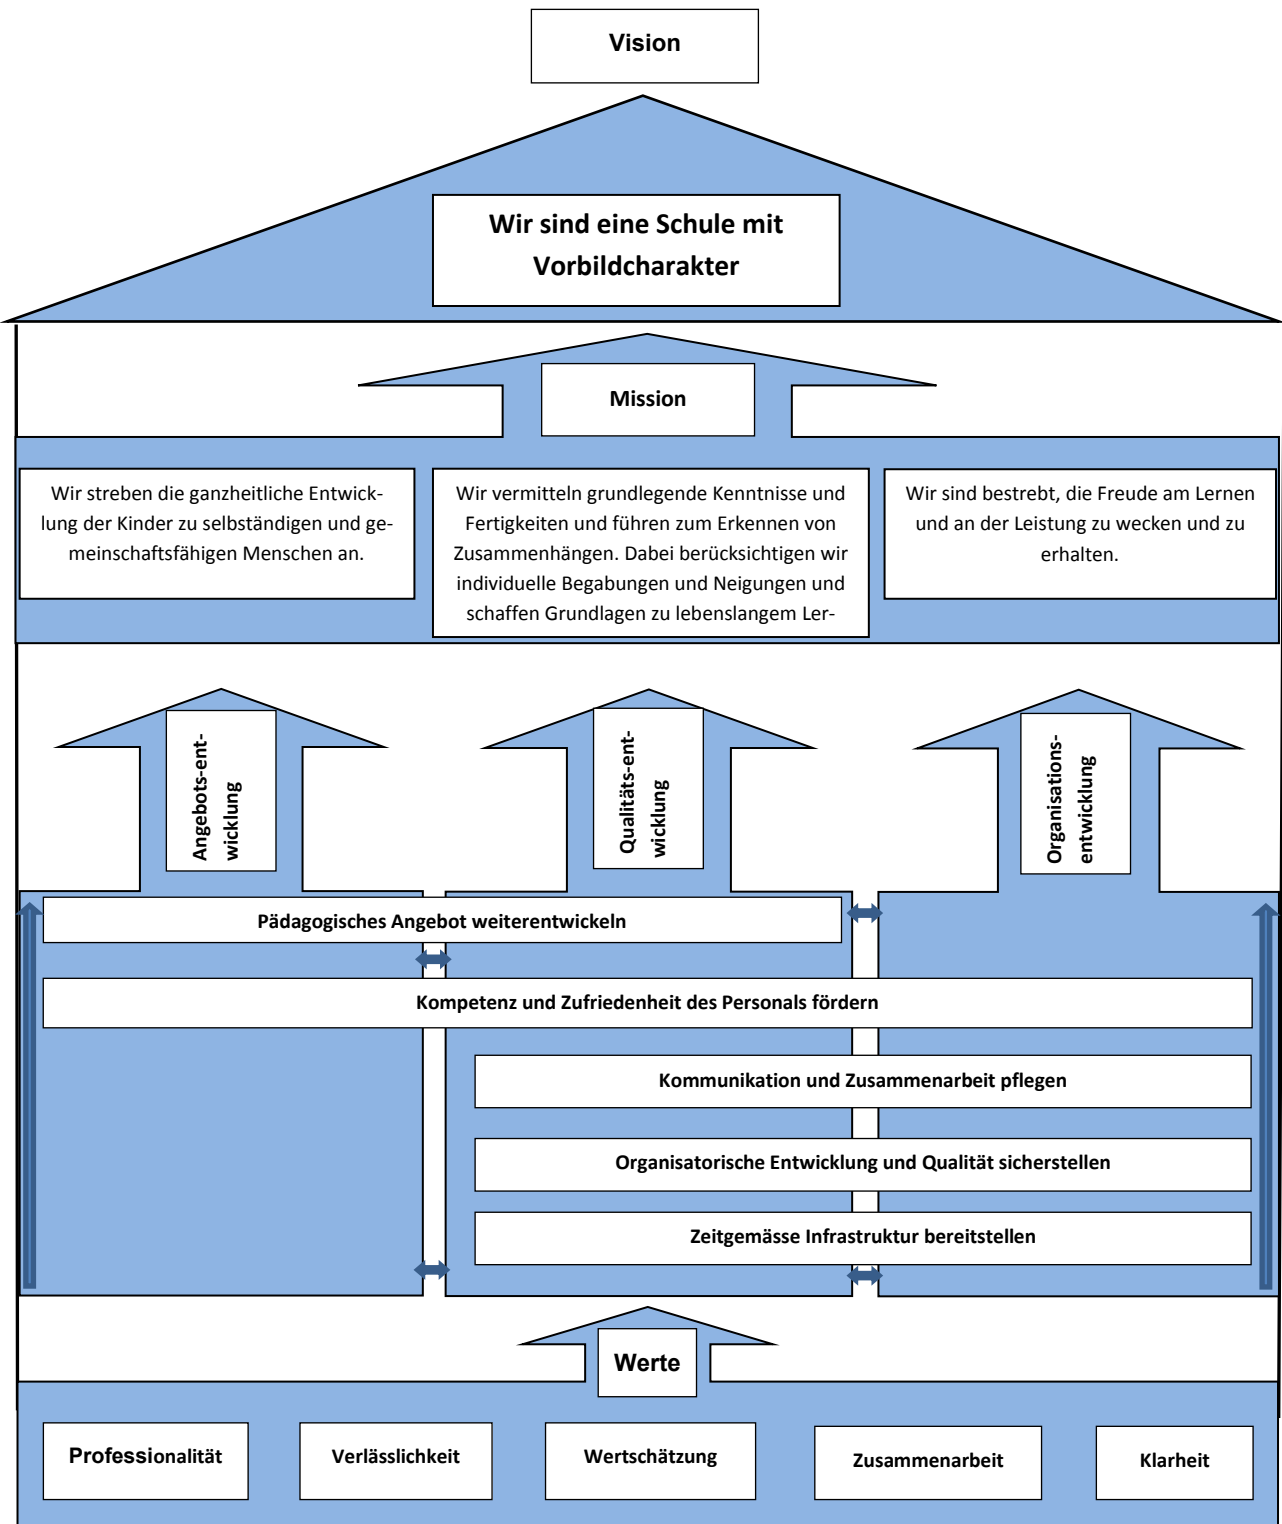 Vision
Wir sind eine Schule mit
Vorbildcharakter
Mission
Wir streben die ganzheitliche Entwick-
lung der Kinder zu selbständigen und ge-
meinschaftsfähigen Menschen an.
Wir vermitteln grundlegende Kenntnisse und
Fertigkeiten und führen zum Erkennen von
Zusammenhängen. Dabei berücksichtigen wir
individuelle Begabungen und Neigungen und
schaffen Grundlagen zu lebenslangem Ler-
Wir sind bestrebt, die Freude am Lernen
und an der Leistung zu wecken und zu
erhalten.
Angebots-ent-
wicklung
Qualitäts-ent-
wicklung
Organisations-
entwicklung
Pädagogisches Angebot weiterentwickeln
Kompetenz und Zufriedenheit des Personals fördern
Kommunikation und Zusammenarbeit pflegen
Organisatorische Entwicklung und Qualität sicherstellen
Zeitgemässe Infrastruktur bereitstellen
Werte
Professionalität
Verlässlichkeit
Wertschätzung
Zusammenarbeit
Klarheit